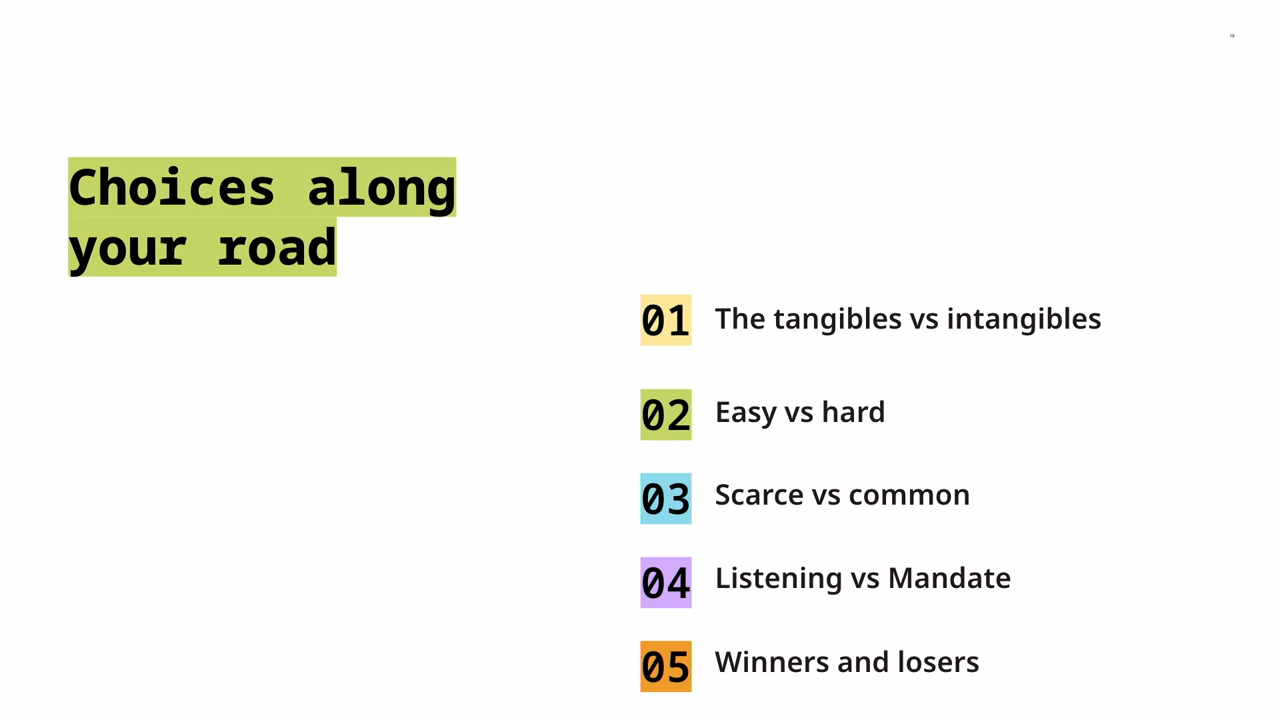 Choices along
your road
01 The tangibles vs intangibles
02 Easy vs hard
03 Scarce vs common
04 Listening vs Mandate
05 Winners and losers